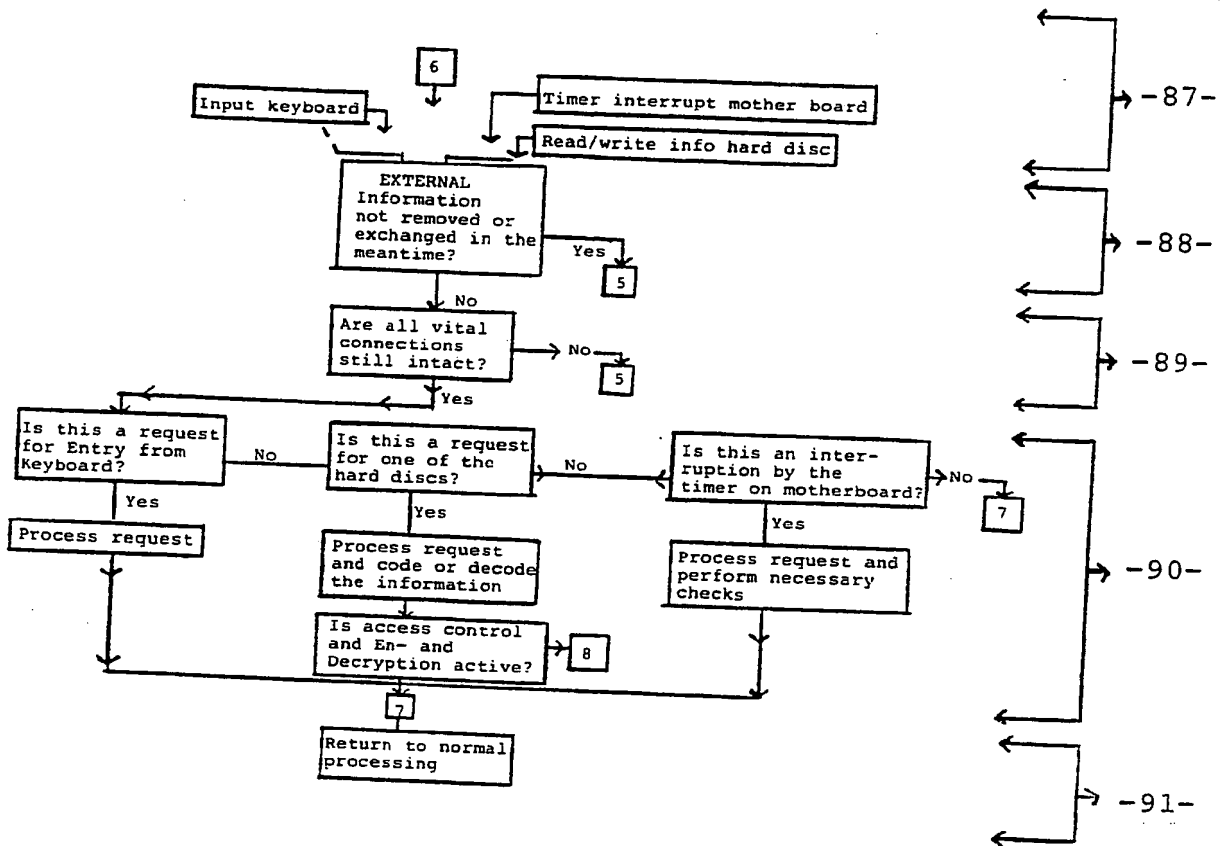 6
Input keyboard
Timer interrupt mother board
Read/write info hard disc
-87-
EXTERNAL
Information
not removed or
exchanged in the
meantime?
Yes
5
-88-
No
Are all vital
connections
still intact?
No
5
-89-
Yes
Is this a request
for Entry from
Keyboard?
No
Is this a request
for one of the
hard discs?
No
Is this an inter-
ruption by the
timer on motherboard?
No
7
Yes
Process request
Yes
Process request
and code or decode
the information
Yes
Process request and
perform necessary
checks
-90-
Is access control
and En- and
Decryption active?
8
7
Return to normal
processing
-91-